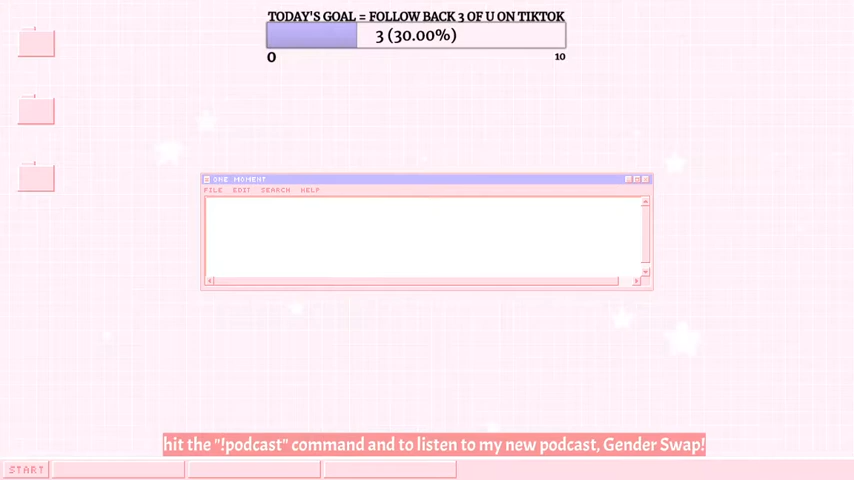 TODAY'S GOAL = FOLLOW BACK 3 OF U ON TIKTOK
3 (30.00%)
0 10
ONE MOMENT
FILE EDIT SEARCH HELP
hit the "!podcast" command and to listen to my new podcast, Gender Swap!
START